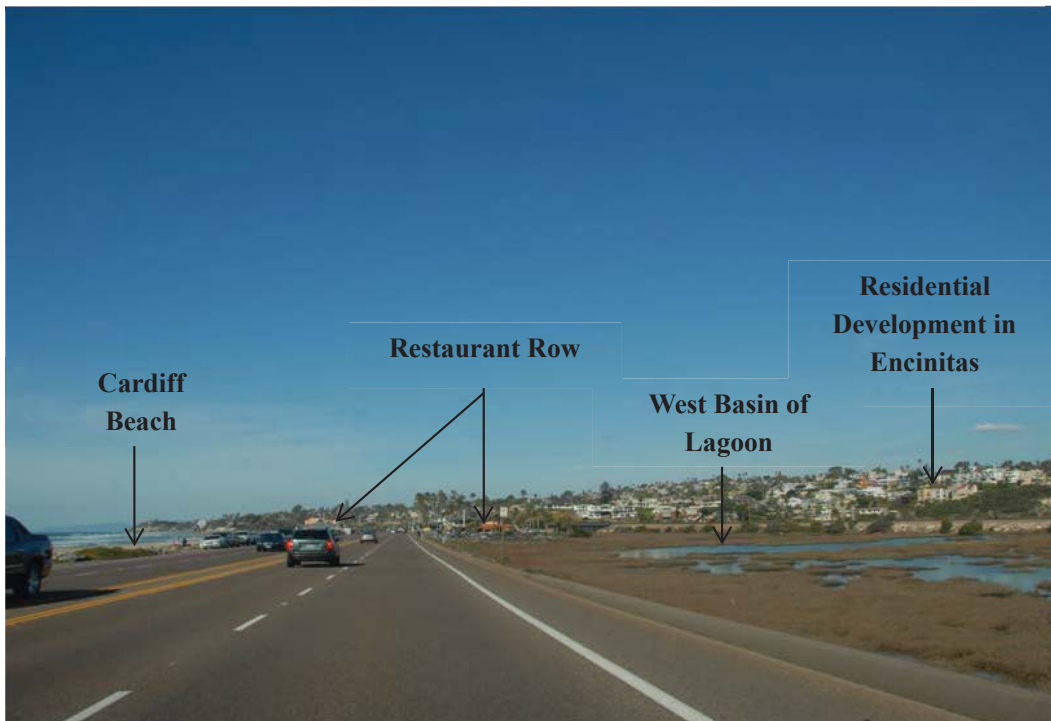 Cardiff
Beach
Restaurant Row
West Basin of
Lagoon
Residential
Development in
Encinitas